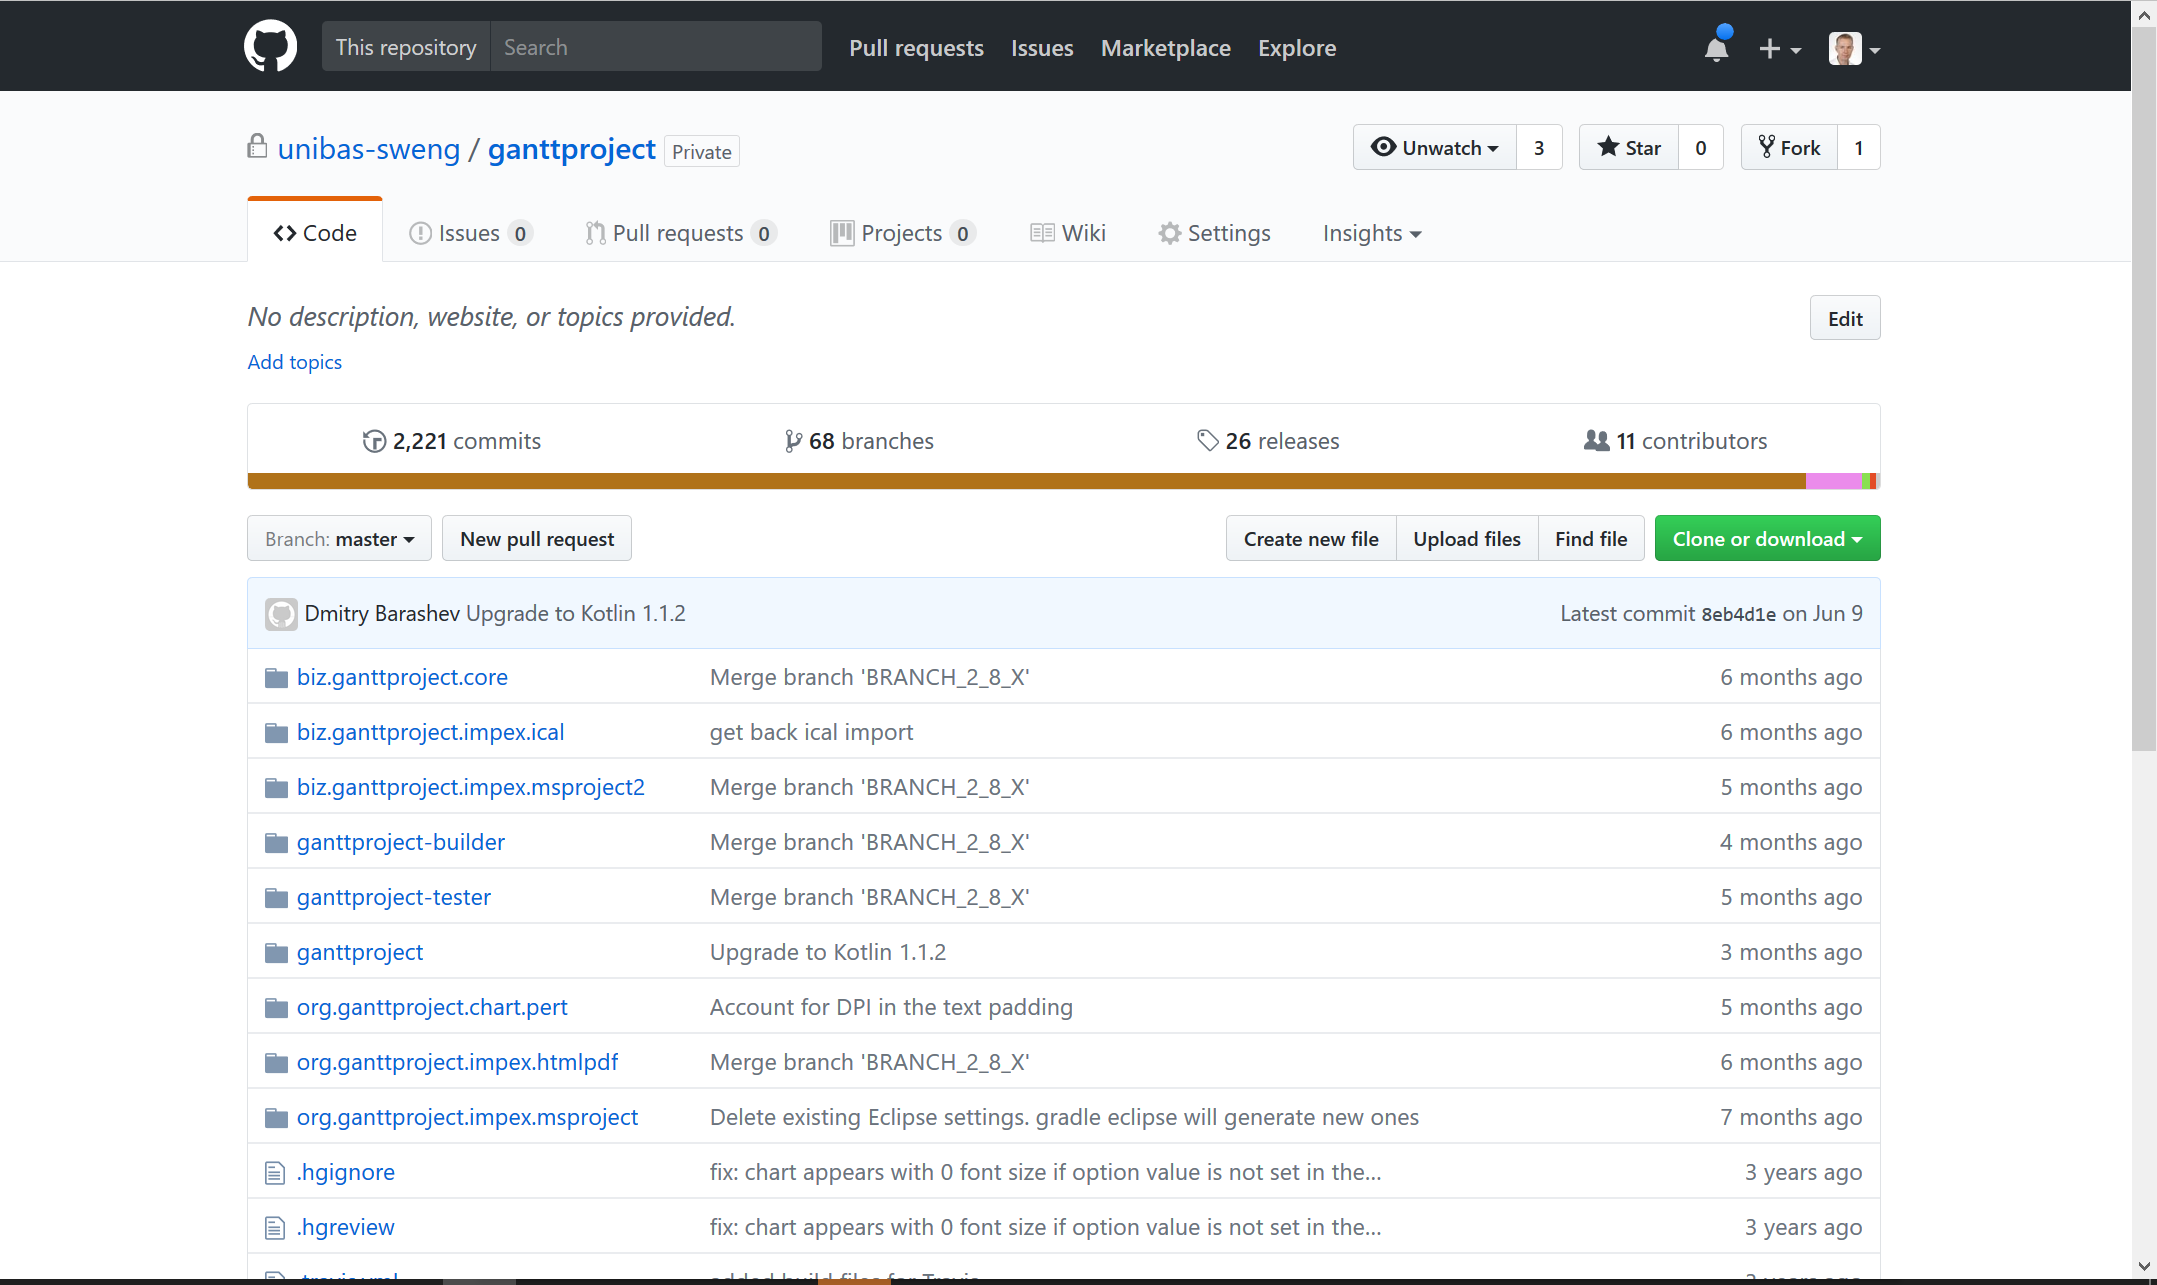 This repository Search Pull requests Issues Marketplace Explore
unibas-sweng / ganttproject Private Unwatch 3 Star 0 Fork 1
Code Issues 0 Pull requests 0 Projects 0 Wiki Settings Insights
No description, website, or topics provided. Edit
Add topics
2,221 commits 68 branches 26 releases 11 contributors
Branch: master New pull request Create new file Upload files Find file Clone or download
Dmitry Barashev Upgrade to Kotlin 1.1.2 Latest commit 8eb4d1e on Jun 9
biz.ganttproject.core Merge branch 'BRANCH_2_8_X' 6 months ago
biz.ganttproject.impex.ical get back ical import 6 months ago
biz.ganttproject.impex.msproject2 Merge branch 'BRANCH_2_8_X' 5 months ago
ganttproject-builder Merge branch 'BRANCH_2_8_X' 4 months ago
ganttproject-tester Merge branch 'BRANCH_2_8_X' 5 months ago
ganttproject Upgrade to Kotlin 1.1.2 3 months ago
org.ganttproject.chart.pert Account for DPI in the text padding 5 months ago
org.ganttproject.impex.htmlpdf Merge branch 'BRANCH_2_8_X' 6 months ago
org.ganttproject.impex.msproject Delete existing Eclipse settings. gradle eclipse will generate new ones 7 months ago
.hgignore fix: chart appears with 0 font size if option value is not set in the... 3 years ago
.hgreview fix: chart appears with 0 font size if option value is not set in the... 3 years ago
.travis.yml added build files for Travis